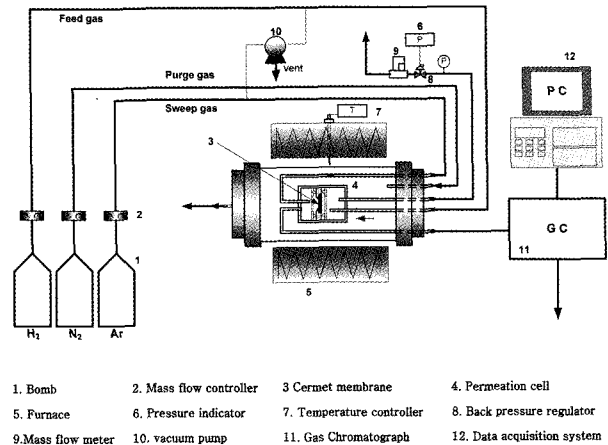 Feed gas
10
vent
6
P
9
P
8
12
PC
Purge gas
Sweep gas
T
7
3
4
2
1
GC
11
5
H₂ N₂ Ar
1. Bomb 2. Mass flow controller 3 Cermet membrane 4. Permeation cell
5. Furnace 6. Pressure indicator 7. Temperature controller 8. Back pressure regulator
9.Mass flow meter 10. vacuum pump 11. Gas Chromatograph 12. Data acquisition system